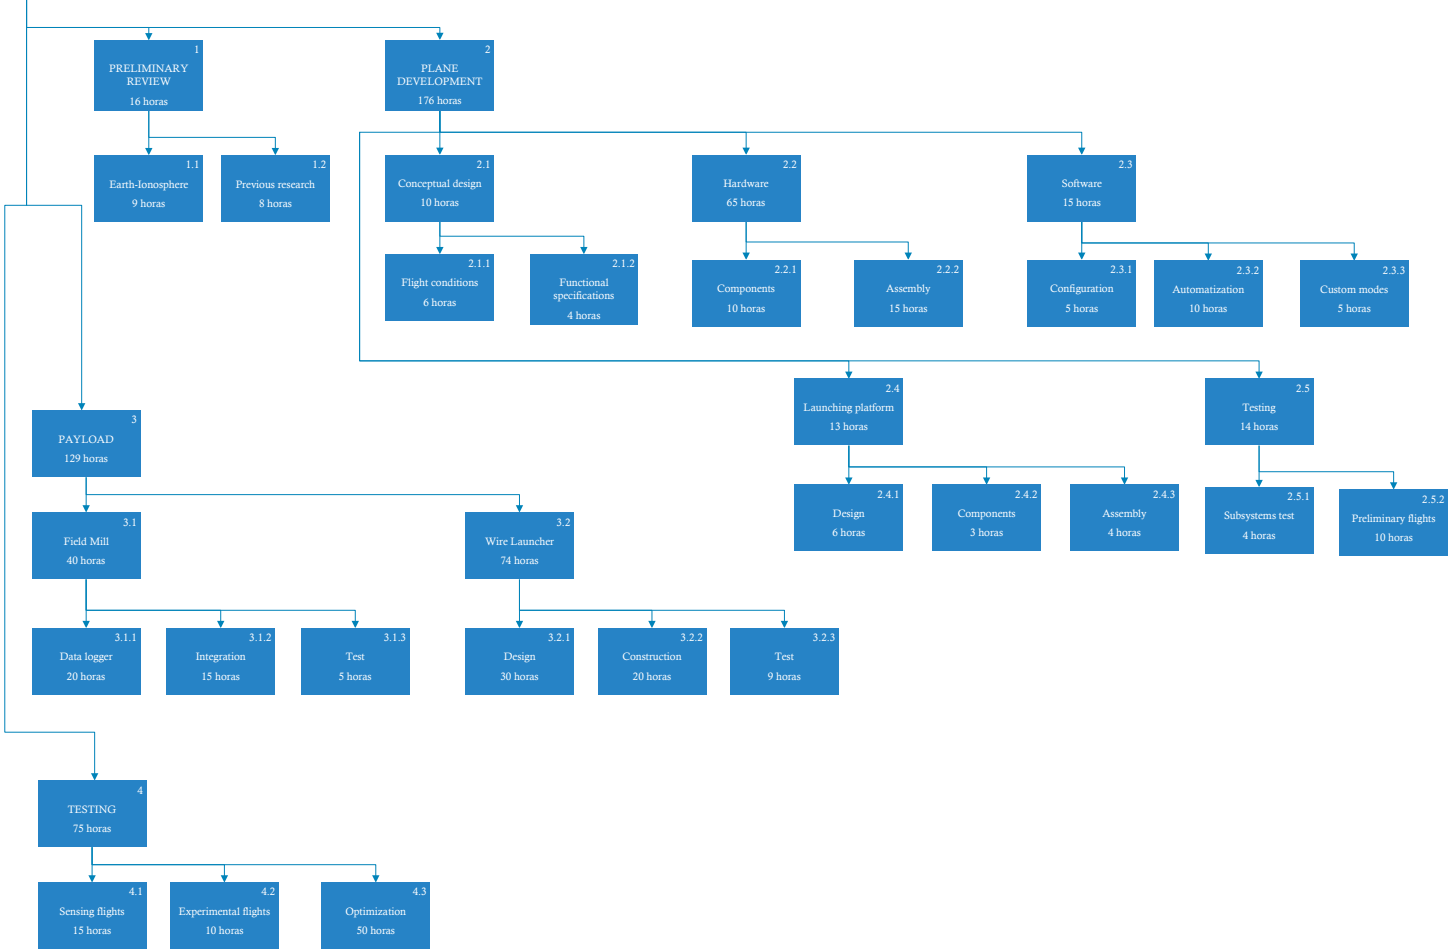 1
PRELIMINARY
REVIEW
16 horas
2
PLANE
DEVELOPMENT
176 horas
1.1
Earth-Ionosphere
9 horas
1.2
Previous research
8 horas
2.1
Conceptual design
10 horas
2.2
Hardware
65 horas
2.3
Software
15 horas
2.1.1
Flight conditions
6 horas
2.1.2
Functional
specifications
4 horas
2.2.1
Components
10 horas
2.2.2
Assembly
15 horas
2.3.1
Configuration
5 horas
2.3.2
Automatization
10 horas
2.3.3
Custom modes
5 horas
2.4
Launching platform
13 horas
2.5
Testing
14 horas
3
PAYLOAD
129 horas
2.4.1
Design
6 horas
2.4.2
Components
3 horas
2.4.3
Assembly
4 horas
2.5.1
Subsystems test
4 horas
2.5.2
Preliminary flights
10 horas
3.1
Field Mill
40 horas
3.2
Wire Launcher
74 horas
3.1.1
Data logger
20 horas
3.1.2
Integration
15 horas
3.1.3
Test
5 horas
3.2.1
Design
30 horas
3.2.2
Construction
20 horas
3.2.3
Test
9 horas
4
TESTING
75 horas
4.1
Sensing flights
15 horas
4.2
Experimental flights
10 horas
4.3
Optimization
50 horas